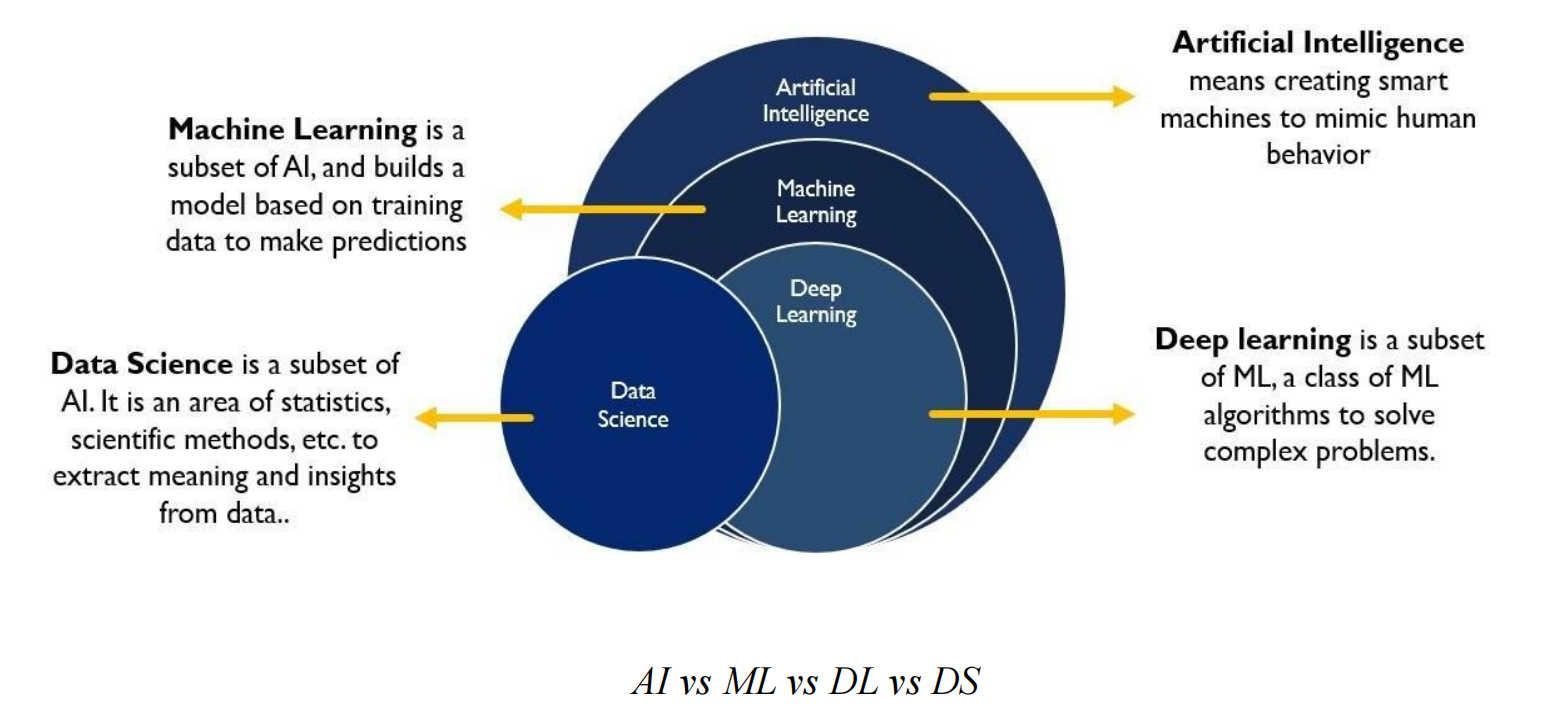 Artificial Intelligence
means creating smart
machines to mimic human
behavior
Artificial
Intelligence
Machine Learning is a
subset of AI, and builds a
model based on training
data to make predictions
Machine
Learning
Deep
Learning
Deep learning is a subset
of ML, a class of ML
algorithms to solve
complex problems.
Data Science is a subset of
AI. It is an area of statistics,
scientific methods, etc. to
extract meaning and insights
from data..
Data
Science
AI vs ML vs DL vs DS